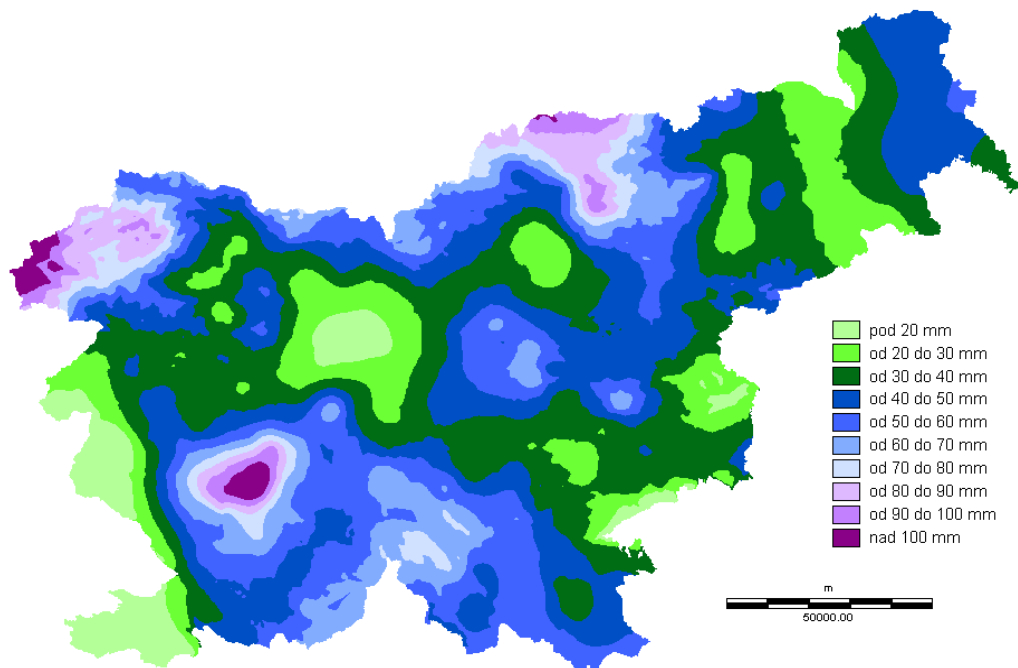 pod 20 mm
od 20 do 30 mm
od 30 do 40 mm
od 40 do 50 mm
od 50 do 60 mm
od 60 do 70 mm
od 70 do 80 mm
od 80 do 90 mm
od 90 do 100 mm
nad 100 mm
m
50000.00